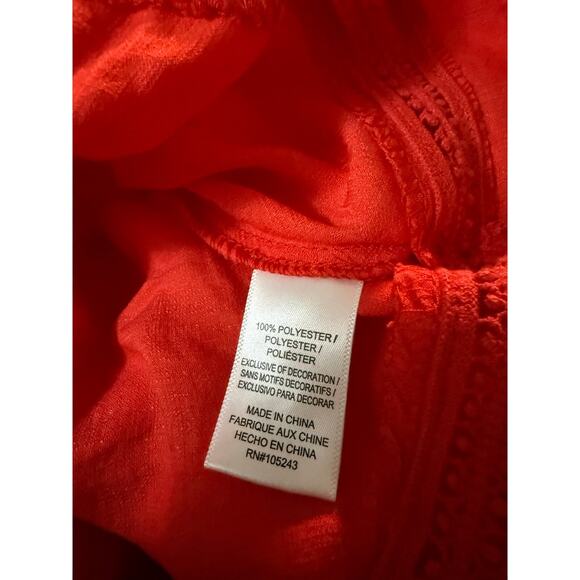 100% POLYESTER /
POLYESTER /
POLIÉSTER
EXCLUSIVE OF DECORATION /
SANS MOTIFS DECORATIFS /
EXCLUSIVO PARA DECORAR
MADE IN CHINA
FABRIQUE AUX CHINE
HECHO EN CHINA
RN#105243